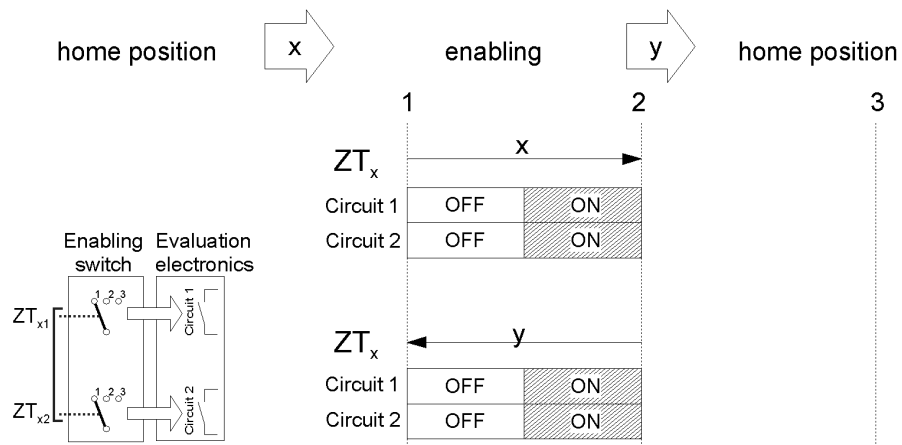 home position x enabling y home position
1 2 3
ZTx x
Circuit 1 OFF ON
Circuit 2 OFF ON
Enabling switch
Evaluation electronics
ZTx1 1 2 3 Circuit 1
ZTx2 1 2 3 Circuit 2
ZTx y
Circuit 1 OFF ON
Circuit 2 OFF ON